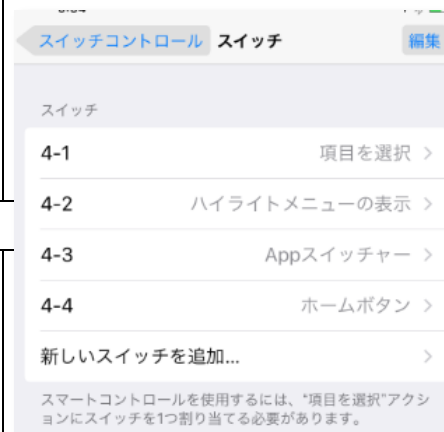 スイッチコントロール スイッチ 編集
スイッチ
4-1 項目を選択
4-2 ハイライトメニューの表示
4-3 Appスイッチャー
4-4 ホームボタン
新しいスイッチを追加...
スマートコントロールを使用するには、“項目を選択”アクシ
ョンにスイッチを1つ割り当てる必要があります。